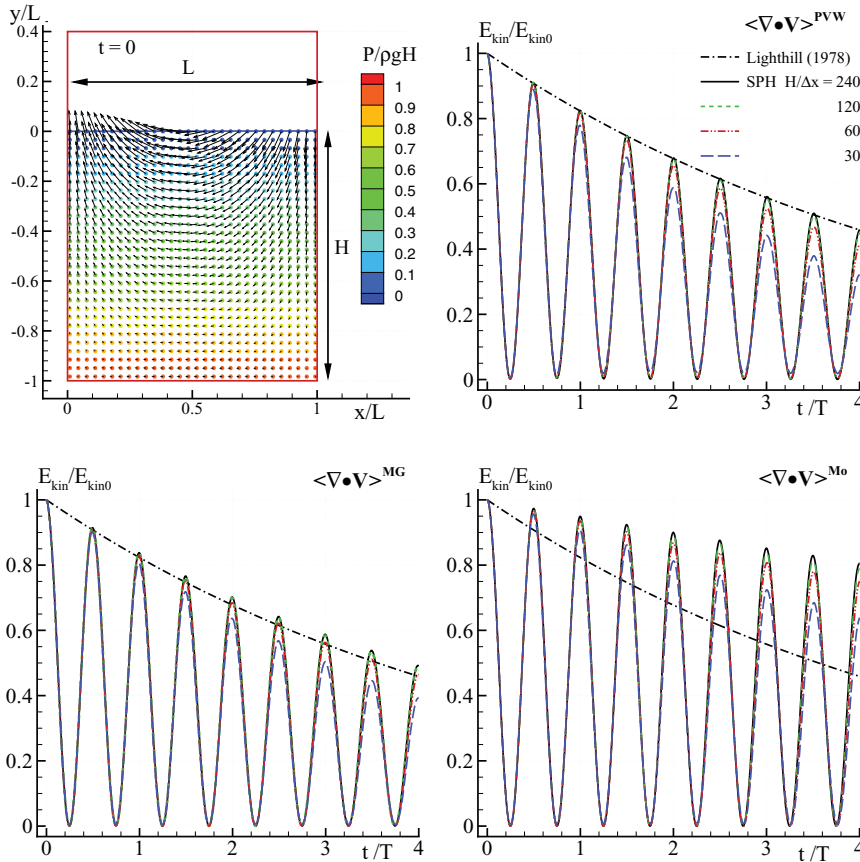 y/L
0.4
0.2
0
-0.2
-0.4
-0.6
-0.8
-1
t = 0
L
H
P/ρgH
1
0.9
0.8
0.7
0.6
0.5
0.4
0.3
0.2
0.1
0
0 0.5 1
x/L
E_kin/E_kin0
<∇•V>^PVW
Lighthill (1978)
SPH H/Δx = 240
120
60
30
1
0.8
0.6
0.4
0.2
0
0 1 2 3 4
t /T
E_kin/E_kin0
<∇•V>^MG
1
0.8
0.6
0.4
0.2
0
0 1 2 3 4
t /T
E_kin/E_kin0
<∇•V>^Mo
1
0.8
0.6
0.4
0.2
0
0 1 2 3 4
t /T